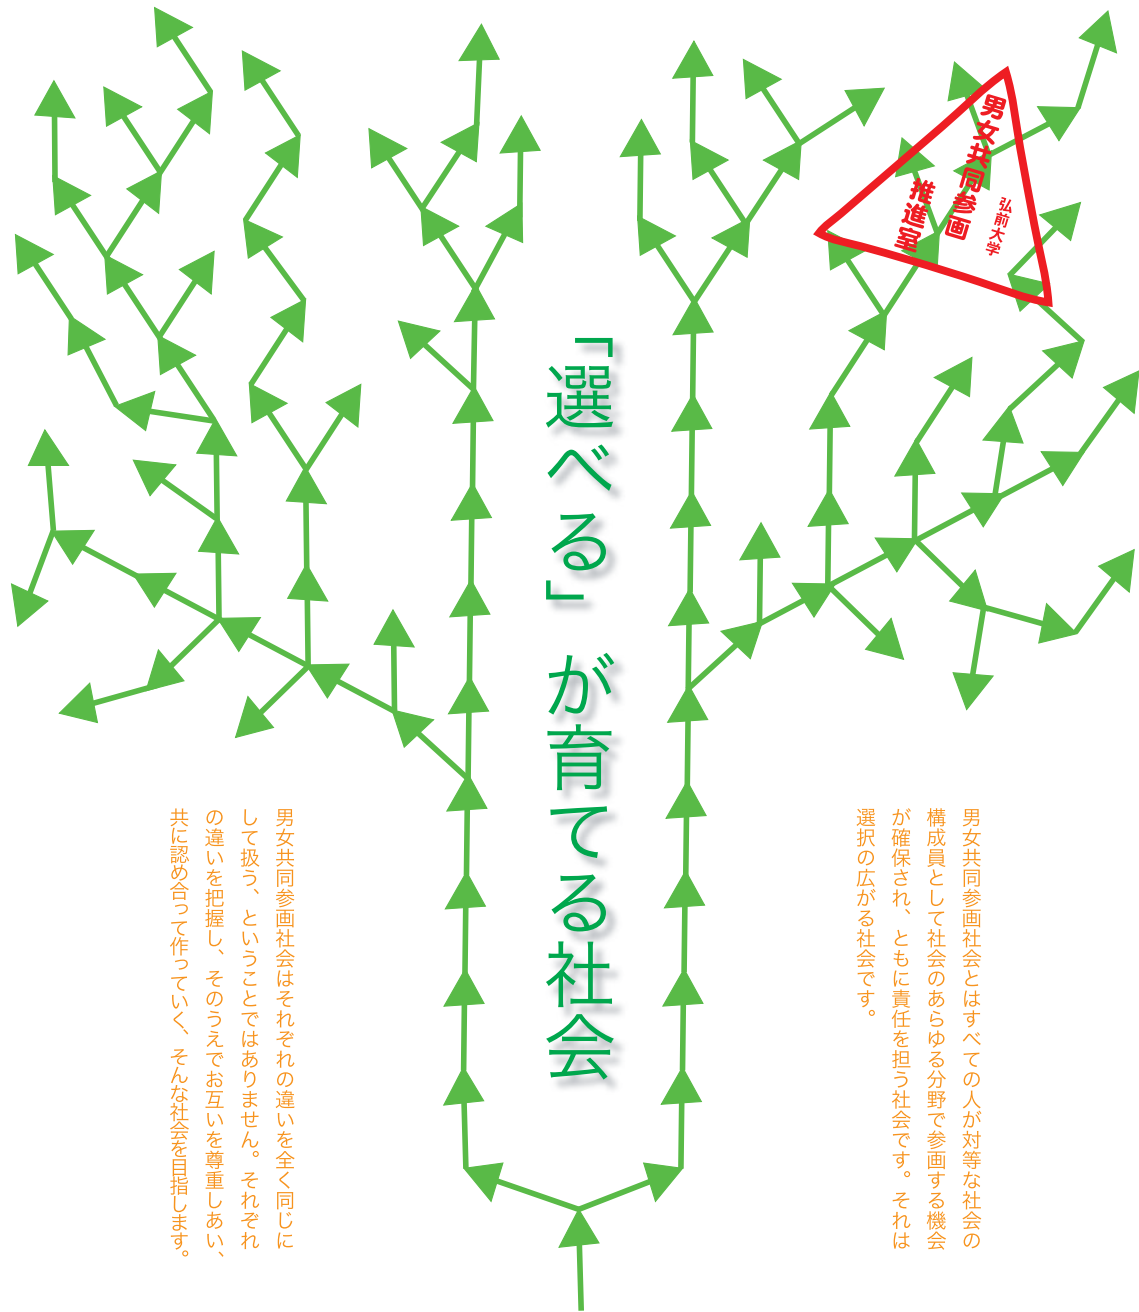 弘前大学
男女共同参画
推進室
「選べる」が育てる社会
男女共同参画社会とはすべての人が対等な社会の
構成員として社会のあらゆる分野で参画する機会
が確保され、ともに責任を担う社会です。それは
選択の広がる社会です。
男女共同参画社会はそれぞれの違いを全く同じに
して扱う、ということではありません。それぞれ
の違いを把握し、そのうえでお互いを尊重しあい、
共に認め合って作っていく、そんな社会を目指します。